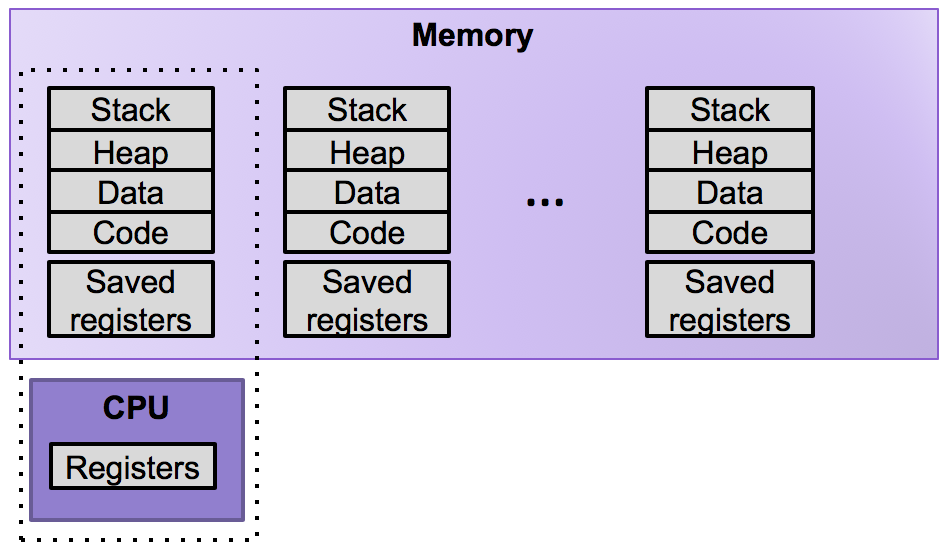 Memory
Stack
Heap
Data
Code
Saved
registers
Stack
Heap
Data
Code
Saved
registers
...
Stack
Heap
Data
Code
Saved
registers
CPU
Registers